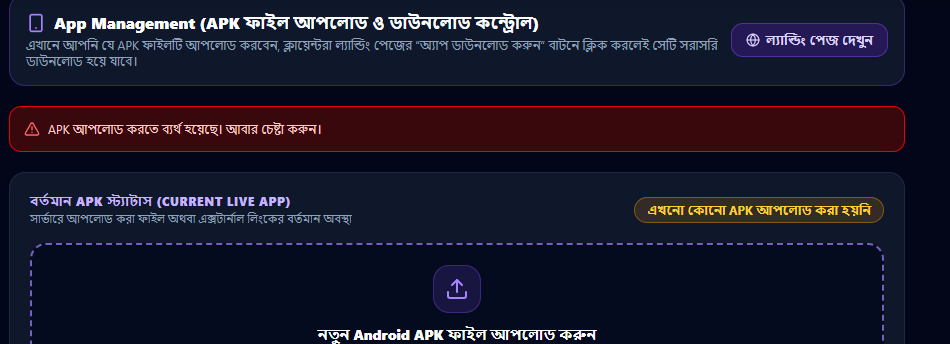 App Management (APK ফাইল আপলোড ও ডাউনলোড কন্ট্রোল)
এখানে আপনি যে APK ফাইলটি আপলোড করবেন, ক্লায়েন্টরা ল্যান্ডিং পেজের "অ্যাপ ডাউনলোড করুন" বাটনে ক্লিক করলেই সেটি সরাসরি
ডাউনলোড হয়ে যাবে।
ল্যান্ডিং পেজ দেখুন
APK আপলোড করতে ব্যর্থ হয়েছে। আবার চেষ্টা করুন।
বর্তমান APK স্ট্যাটাস (CURRENT LIVE APP)
সার্ভারে আপলোড করা ফাইল অথবা এক্সটার্নাল লিংকের বর্তমান অবস্থা
এখনো কোনো APK আপলোড করা হয়নি
নতুন Android APK ফাইল আপলোড করুন